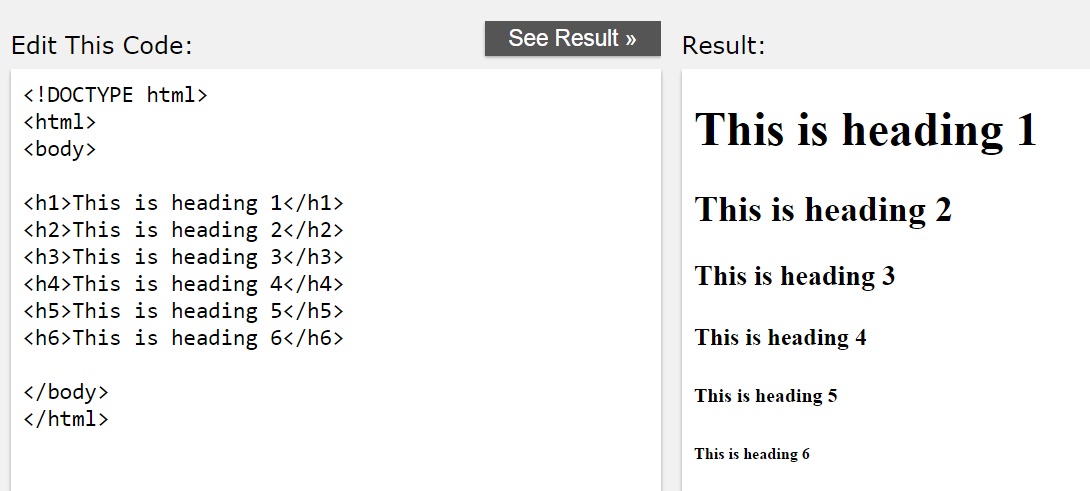 Edit This Code:
See Result »
<!DOCTYPE html>
<html>
<body>
<h1>This is heading 1</h1>
<h2>This is heading 2</h2>
<h3>This is heading 3</h3>
<h4>This is heading 4</h4>
<h5>This is heading 5</h5>
<h6>This is heading 6</h6>
</body>
</html>
Result:
This is heading 1
This is heading 2
This is heading 3
This is heading 4
This is heading 5
This is heading 6